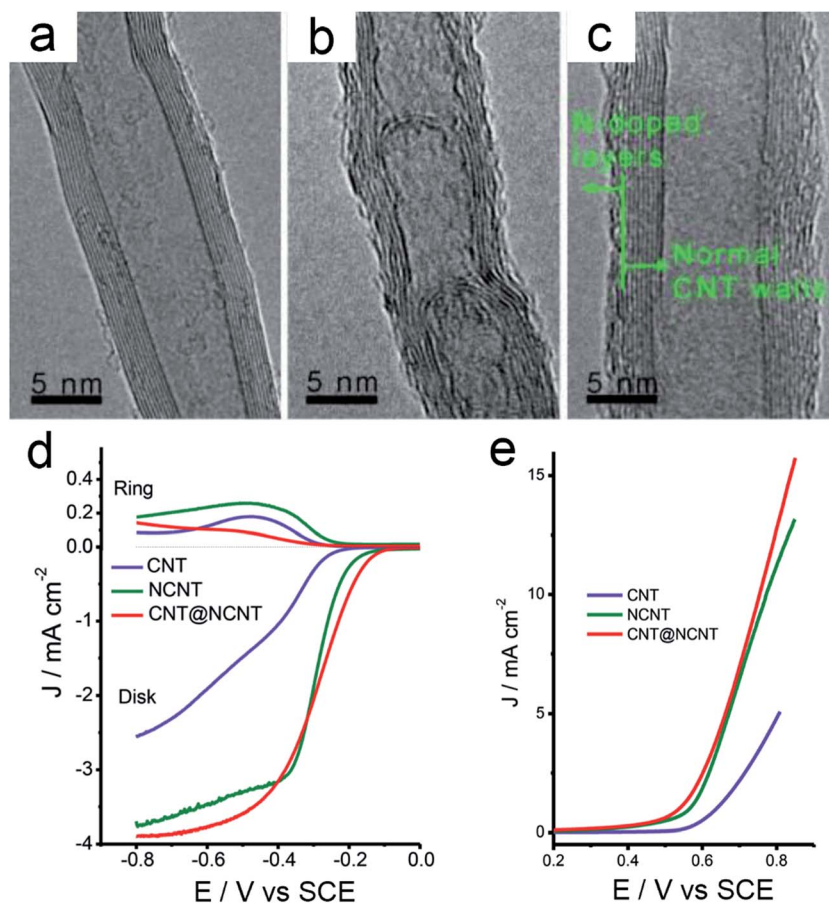 a
b
c
N-doped
layers
Normal
CNT walls
5 nm
5 nm
5 nm
d
e
Ring
Disk
CNT
NCNT
CNT@NCNT
0.4
0.2
0.0
-1
-2
-3
-4
J / mA cm⁻²
-0.8
-0.6
-0.4
-0.2
0.0
E / V vs SCE
15
10
5
0
J / mA cm⁻²
CNT
NCNT
CNT@NCNT
0.2
0.4
0.6
0.8
E / V vs SCE